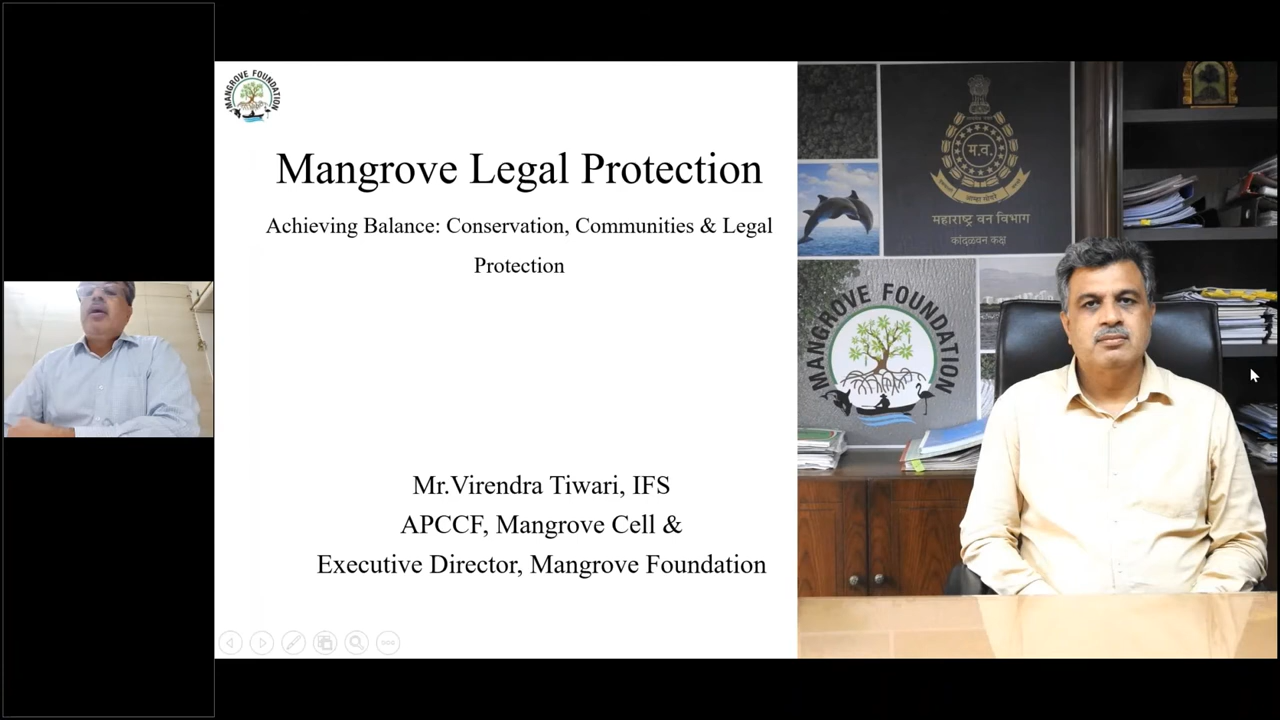 MANGROVE FOUNDATION
Mangrove Legal Protection
Achieving Balance: Conservation, Communities & Legal
Protection
Mr.Virendra Tiwari, IFS
APCCF, Mangrove Cell &
Executive Director, Mangrove Foundation
म.व.
महाराष्ट्र वन विभाग
कांदळवन कक्ष
MANGROVE FOUNDATION